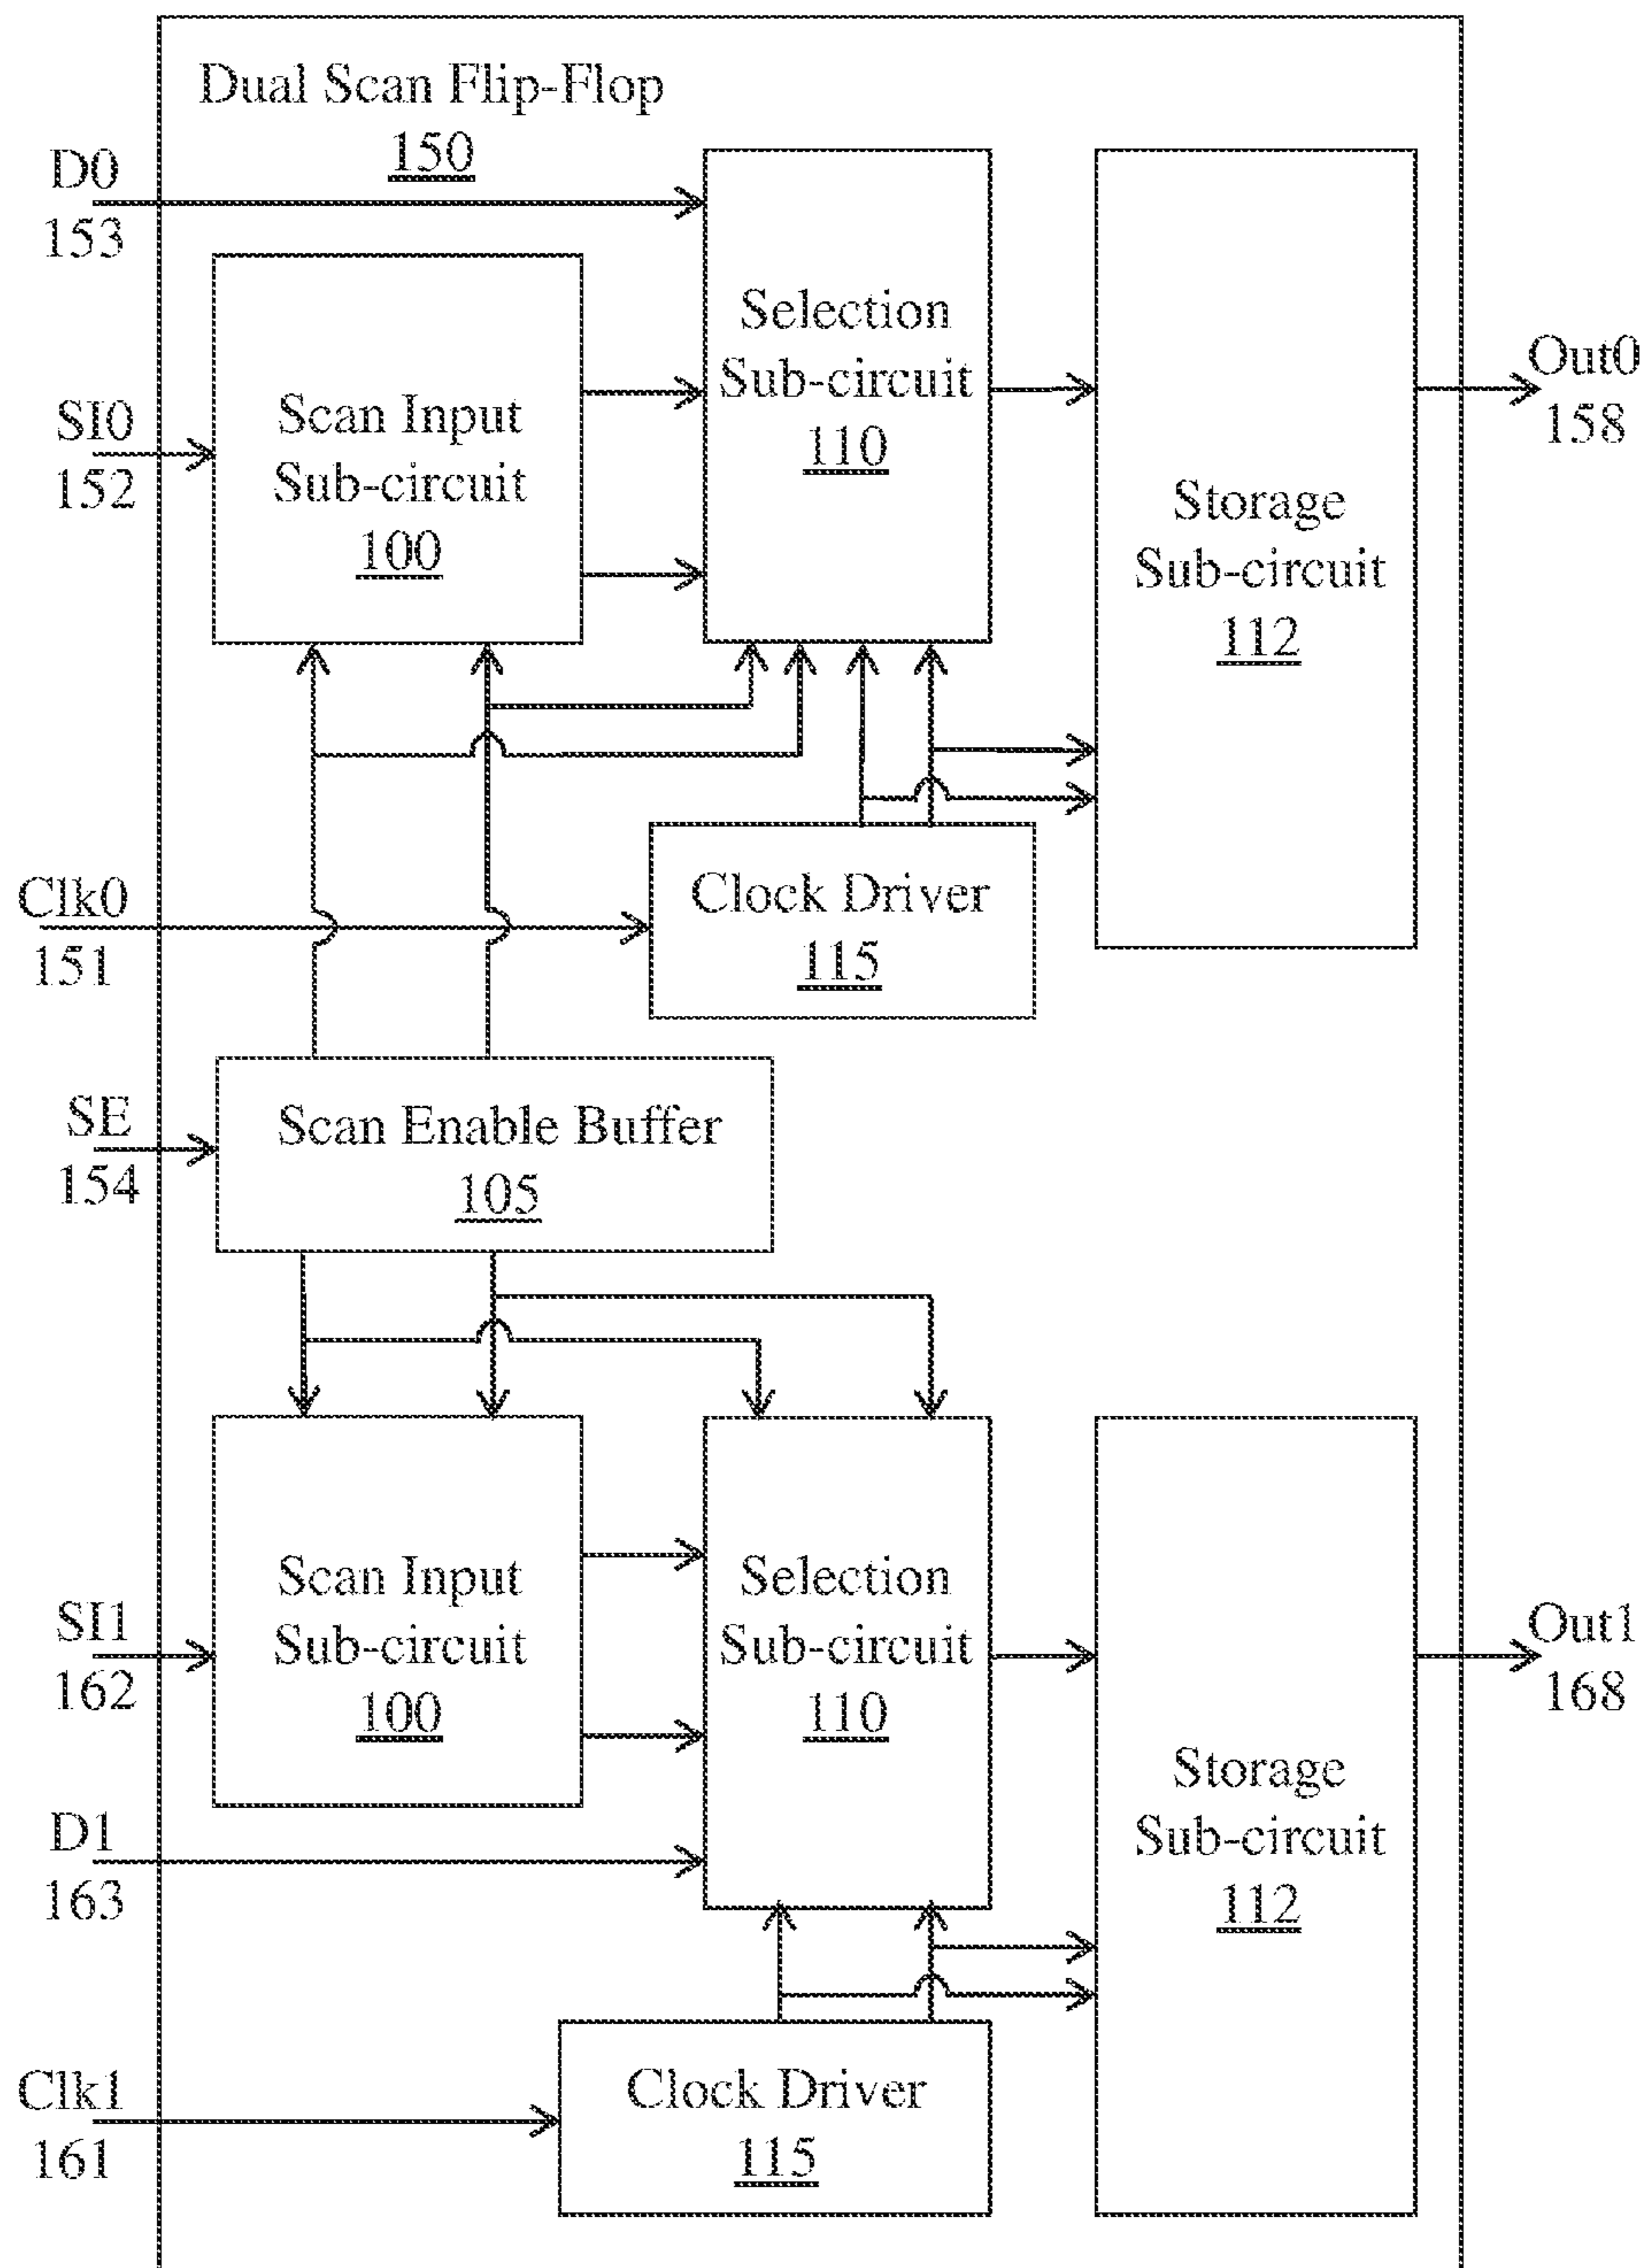 Dual Scan Flip-Flop
150
D0
153
Selection
Sub-circuit
110
Scan Input
Sub-circuit
100
SI0
152
Out0
158
Storage
Sub-circuit
112
Clk0
151
Clock Driver
115
SE
154
Scan Enable Buffer
105
Scan Input
Sub-circuit
100
Selection
Sub-circuit
110
SI1
162
Out1
168
Storage
Sub-circuit
112
D1
163
Clk1
161
Clock Driver
115